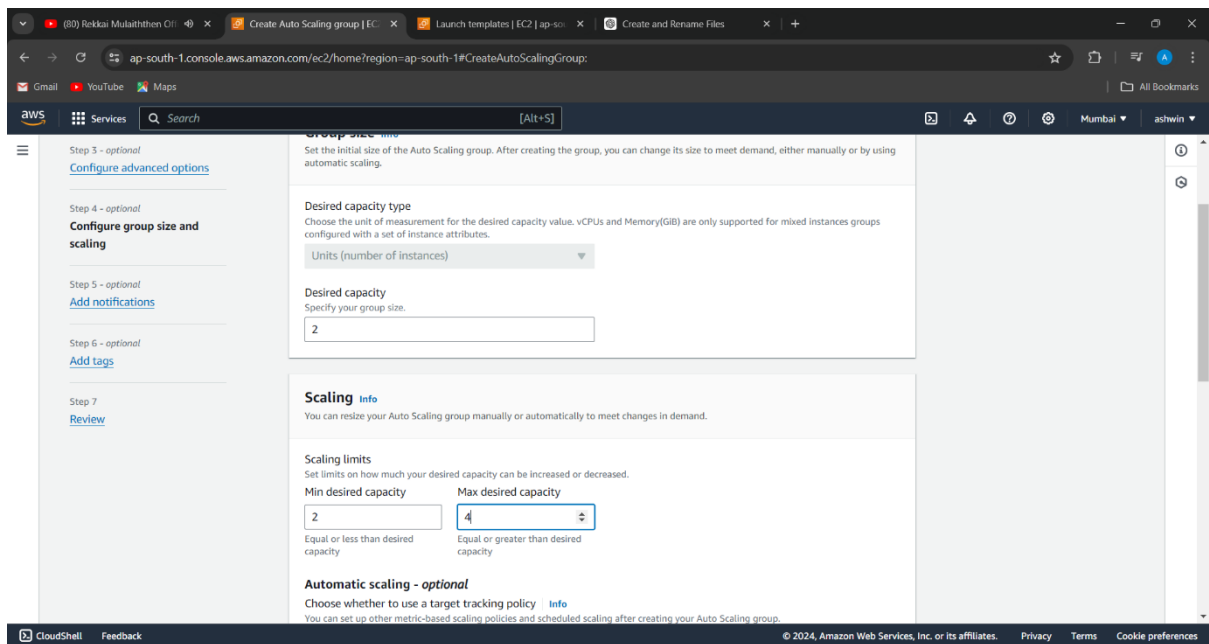 (80) Rekkai Mulaiththen Offi
Create Auto Scaling group | EC
Launch templates | EC2 | ap-sou
Create and Rename Files
ap-south-1.console.aws.amazon.com/ec2/home?region=ap-south-1#CreateAutoScalingGroup:
A
Gmail
YouTube
Maps
All Bookmarks
aws
Services
Search
[Alt+S]
Mumbai
ashwin
Group size Info
Set the initial size of the Auto Scaling group. After creating the group, you can change its size to meet demand, either manually or by using
automatic scaling.
Step 3 - optional
Configure advanced options
Step 4 - optional
Configure group size and
scaling
Step 5 - optional
Add notifications
Step 6 - optional
Add tags
Step 7
Review
Desired capacity type
Choose the unit of measurement for the desired capacity value. vCPUs and Memory(GiB) are only supported for mixed instances groups
configured with a set of instance attributes.
Units (number of instances)
Desired capacity
Specify your group size.
2
Scaling Info
You can resize your Auto Scaling group manually or automatically to meet changes in demand.
Scaling limits
Set limits on how much your desired capacity can be increased or decreased.
Min desired capacity
2
Equal or less than desired
capacity
Max desired capacity
4
Equal or greater than desired
capacity
Automatic scaling - optional
Choose whether to use a target tracking policy Info
You can set up other metric-based scaling policies and scheduled scaling after creating your Auto Scaling group.
CloudShell
Feedback
© 2024, Amazon Web Services, Inc. or its affiliates.
Privacy
Terms
Cookie preferences